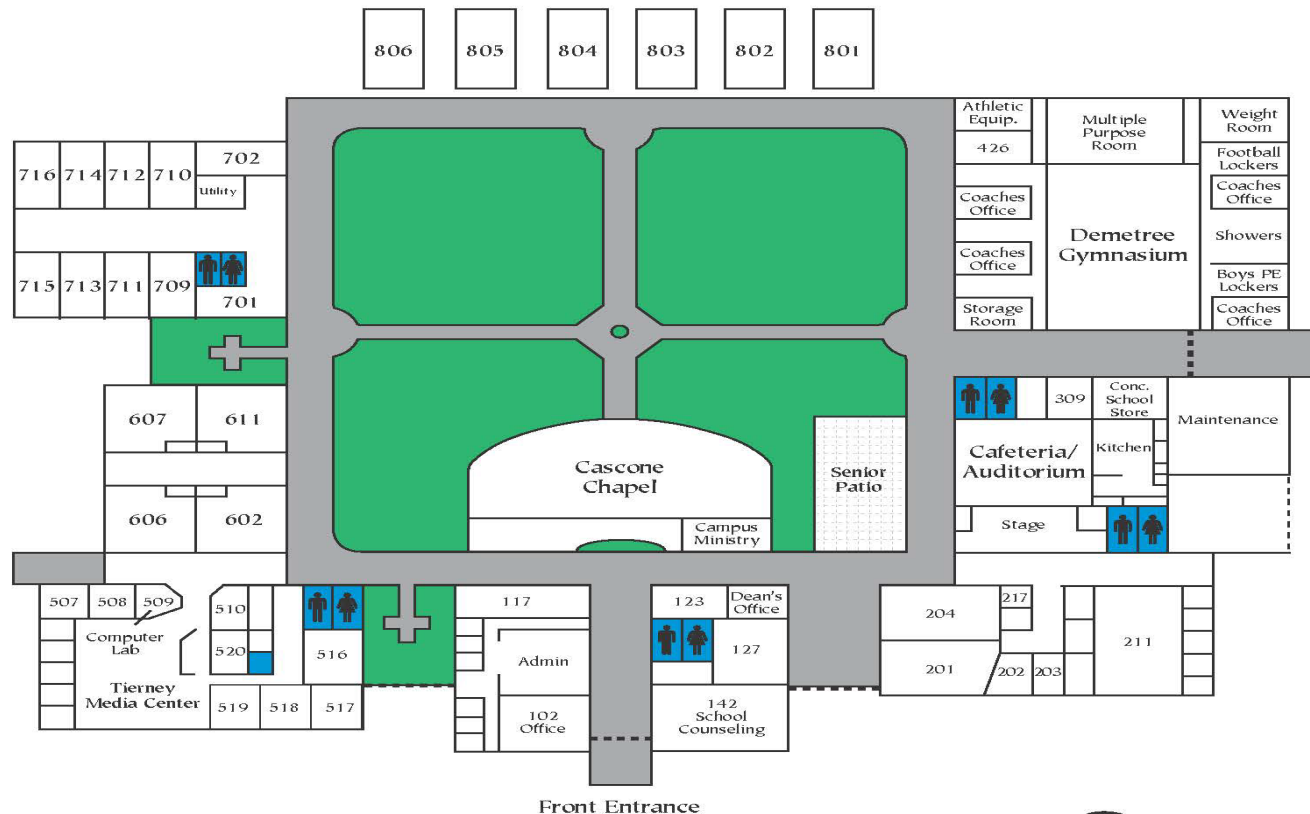 806 805 804 803 802 801
Athletic
Equip.
Multiple
Purpose
Room
Weight
Room
426
Football
Lockers
702
716 714 712 710
Utility
Coaches
Office
Coaches
Office
Demetree
Gymnasium
Showers
Coaches
Office
Boys PE
Lockers
715 713 711 709
701
Storage
Room
Coaches
Office
607 611
309
Conc.
School
Store
Maintenance
Cafeteria/
Auditorium
Kitchen
Cascone
Chapel
Senior
Patio
606 602
Campus
Ministry
Stage
507 508 509
510
117
123
Dean's
Office
204
217
211
Computer
Lab
520
516
Admin
127
201
202 203
Tierney
Media Center
519 518 517
102
Office
142
School
Counseling
Front Entrance